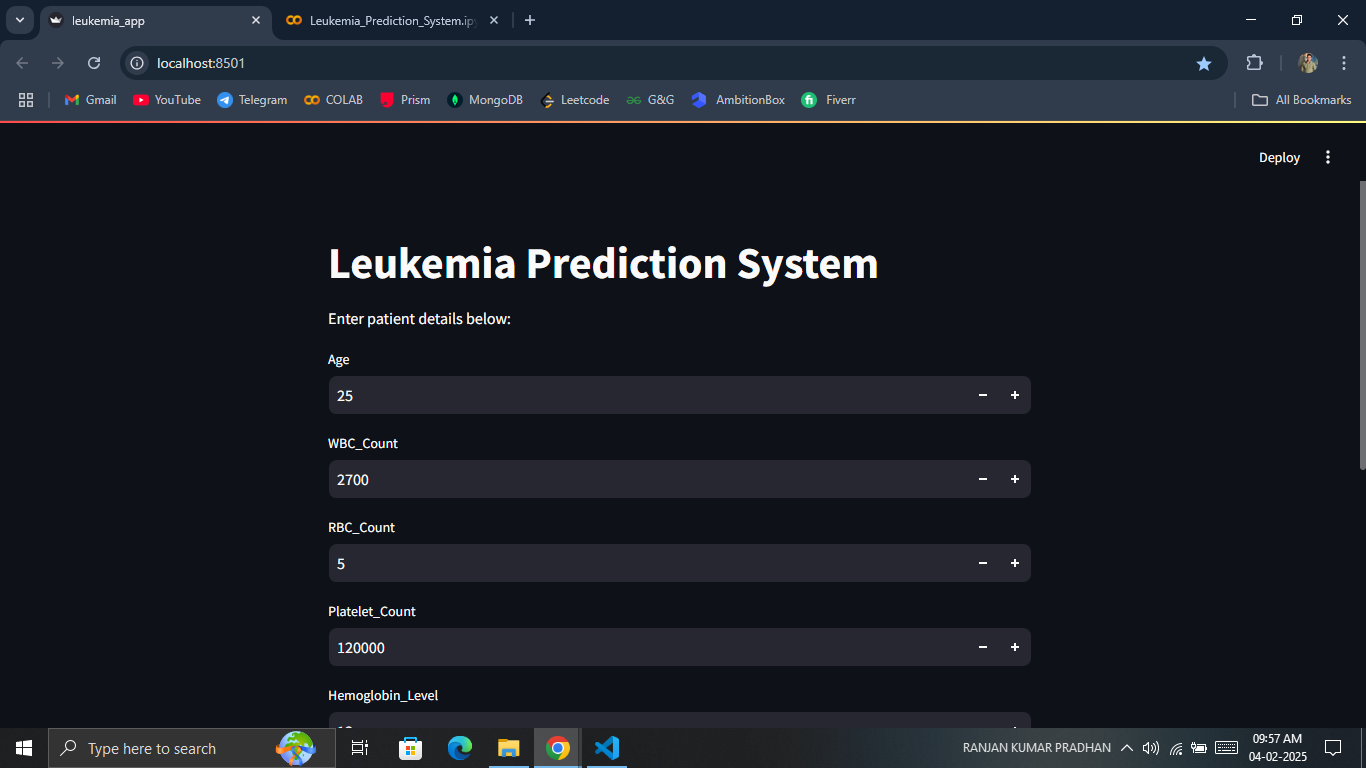 leukemia_app
Leukemia_Prediction_System.ip
localhost:8501
Gmail
YouTube
Telegram
COLAB
Prism
MongoDB
Leetcode
G&G
AmbitionBox
Fiverr
All Bookmarks
Deploy
Leukemia Prediction System
Enter patient details below:
Age
25
WBC_Count
2700
RBC_Count
5
Platelet_Count
120000
Hemoglobin_Level
Type here to search
RANJAN KUMAR PRADHAN
09:57 AM
04-02-2025